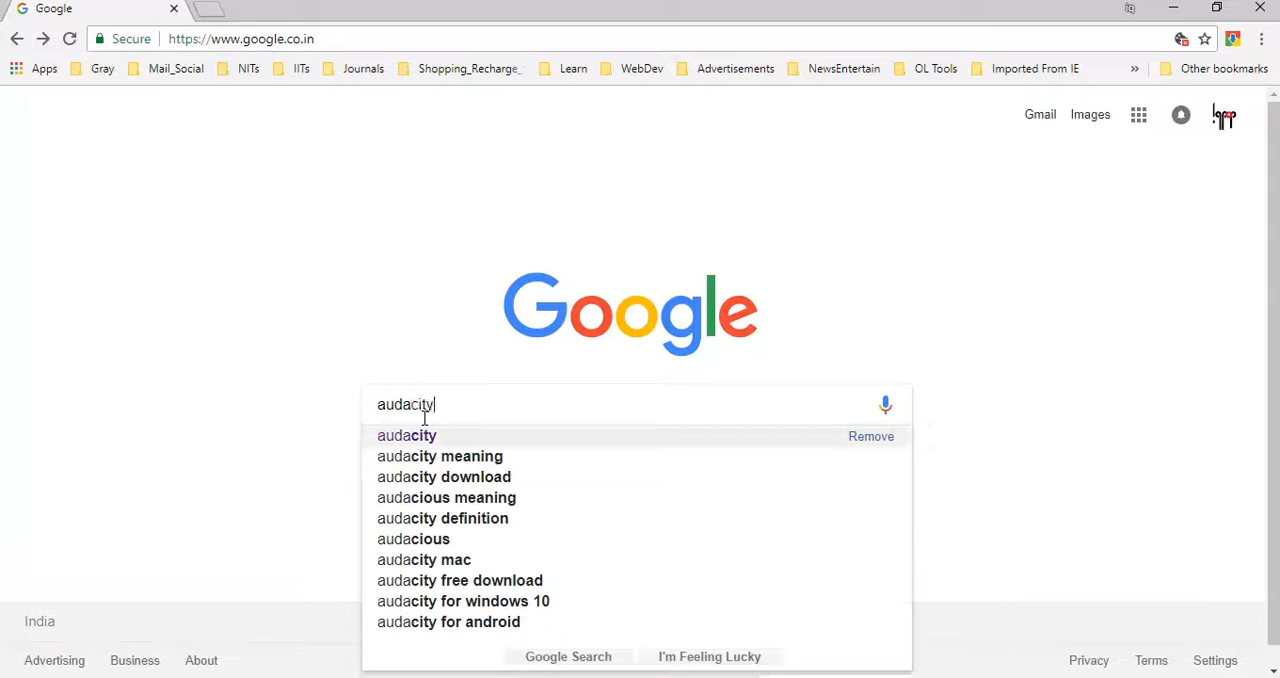 Google
Secure https://www.google.co.in
Apps Gray Mail_Social NITs IITs Journals Shopping_Recharge_ Learn WebDev Advertisements NewsEntertain OL Tools Imported From IE » Other bookmarks
Gmail Images
Google
audacity
audacity Remove
audacity meaning
audacity download
audacious meaning
audacity definition
audacious
audacity mac
audacity free download
audacity for windows 10
audacity for android
Google Search I'm Feeling Lucky
India
Advertising Business About Privacy Terms Settings